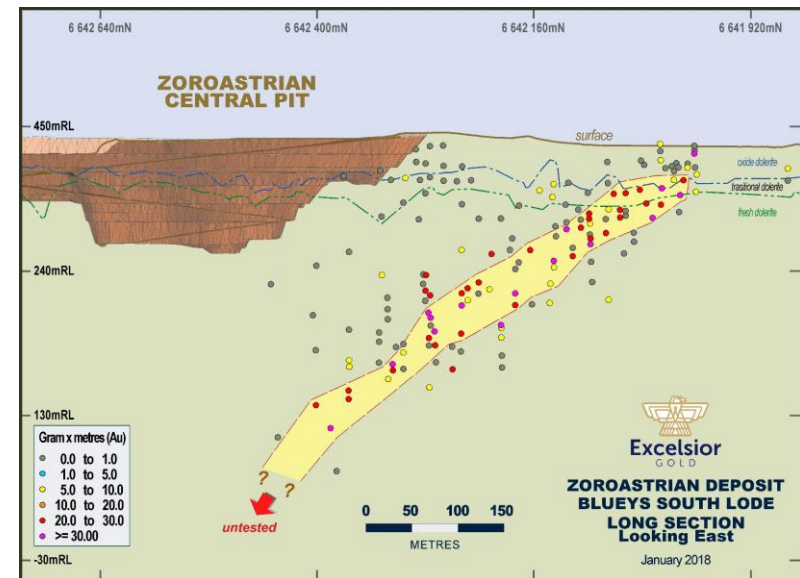 6 642 640mN 6 642 400mN 6 642 160mN 6 641 920mN
ZOROASTRIAN
CENTRAL PIT
450mRL
surface
oxide dolerite
trasitional dolerite
fresh dolerite
240mRL
130mRL
Gram x metres (Au)
0.0 to 1.0
1.0 to 5.0
5.0 to 10.0
10.0 to 20.0
20.0 to 30.0
>= 30.00
? ?
untested
0 50 100 150
METRES
Excelsior
GOLD
ZOROASTRIAN DEPOSIT
BLUEYS SOUTH LODE
LONG SECTION
Looking East
January 2018
-30mRL